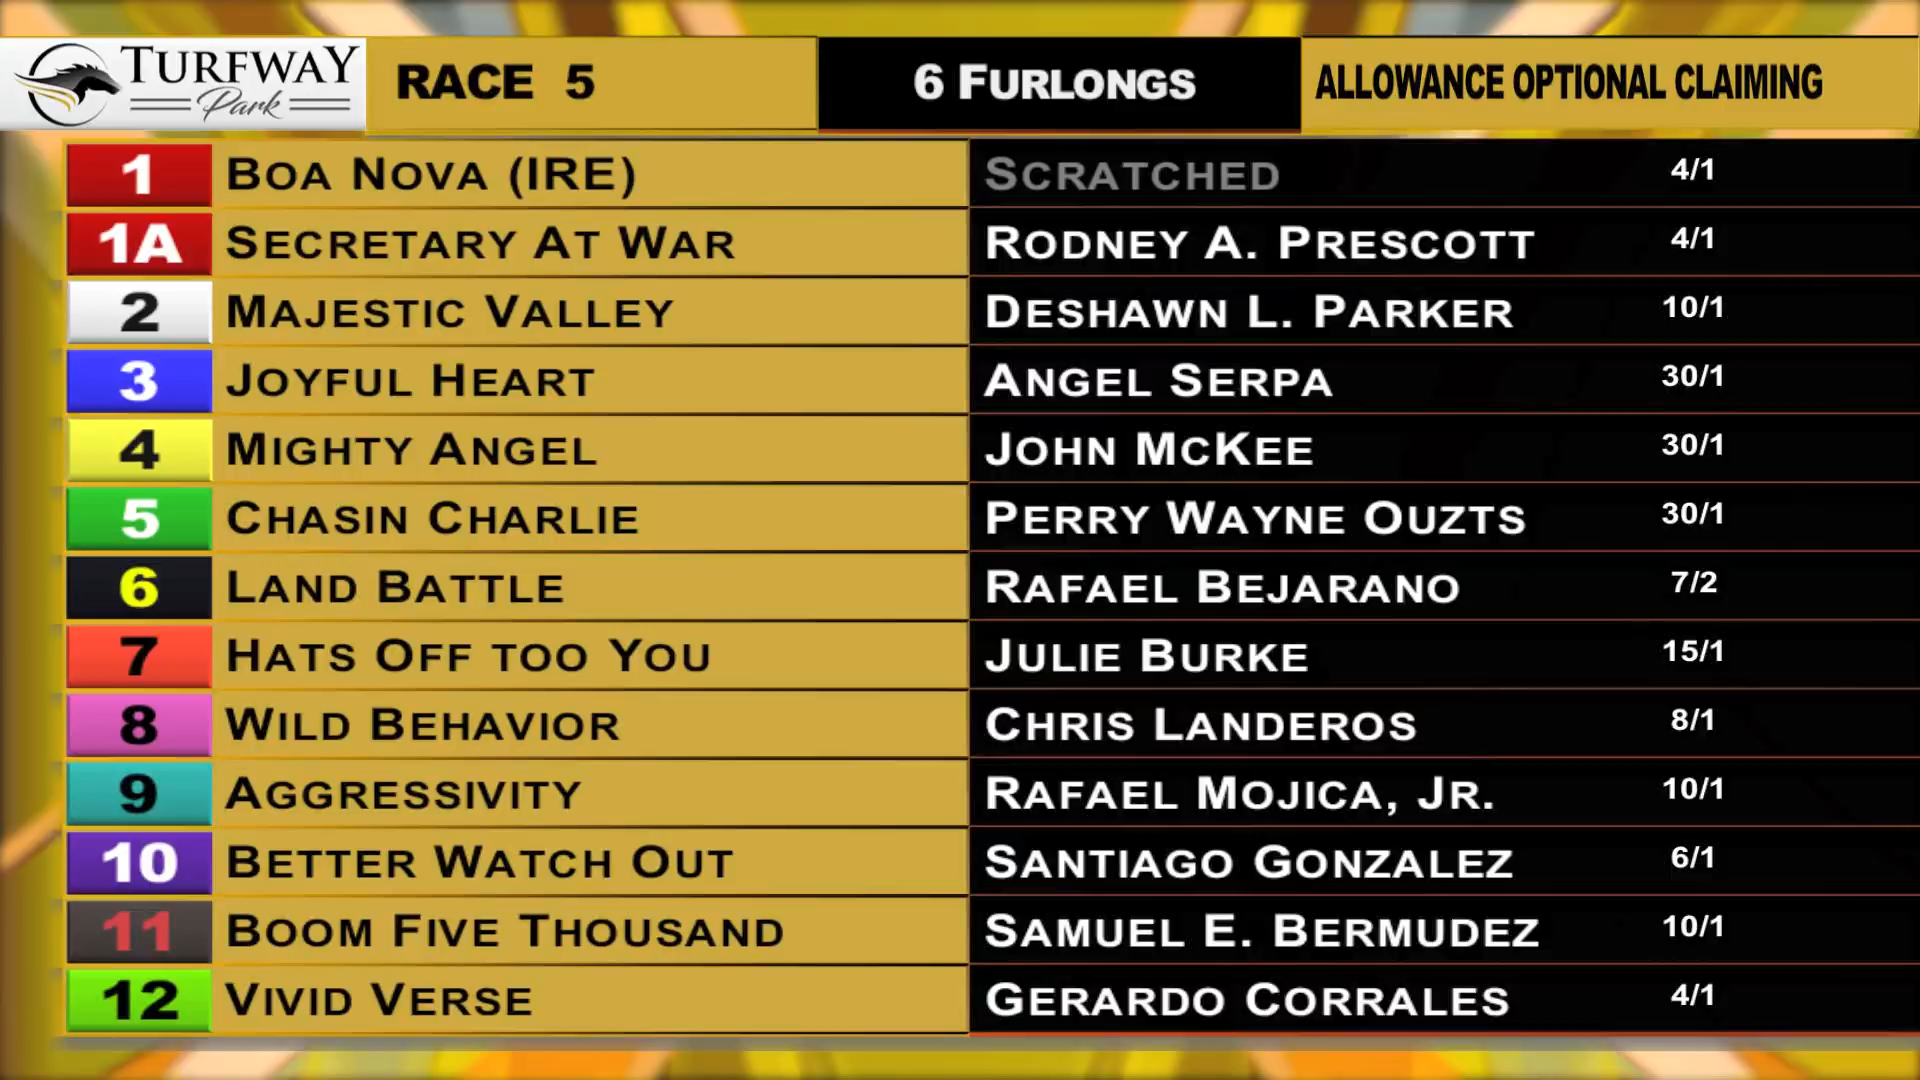 TURFWAY Park RACE 5 6 FURLONGS ALLOWANCE OPTIONAL CLAIMING
1 BOA NOVA (IRE) SCRATCHED 4/1
1A SECRETARY AT WAR RODNEY A. PRESCOTT 4/1
2 MAJESTIC VALLEY DESHAWN L. PARKER 10/1
3 JOYFUL HEART ANGEL SERPA 30/1
4 MIGHTY ANGEL JOHN MCKEE 30/1
5 CHASIN CHARLIE PERRY WAYNE OUZTS 30/1
6 LAND BATTLE RAFAEL BEJARANO 7/2
7 HATS OFF TOO YOU JULIE BURKE 15/1
8 WILD BEHAVIOR CHRIS LANDEROS 8/1
9 AGGRESSIVITY RAFAEL MOJICA, JR. 10/1
10 BETTER WATCH OUT SANTIAGO GONZALEZ 6/1
11 BOOM FIVE THOUSAND SAMUEL E. BERMUDEZ 10/1
12 VIVID VERSE GERARDO CORRALES 4/1